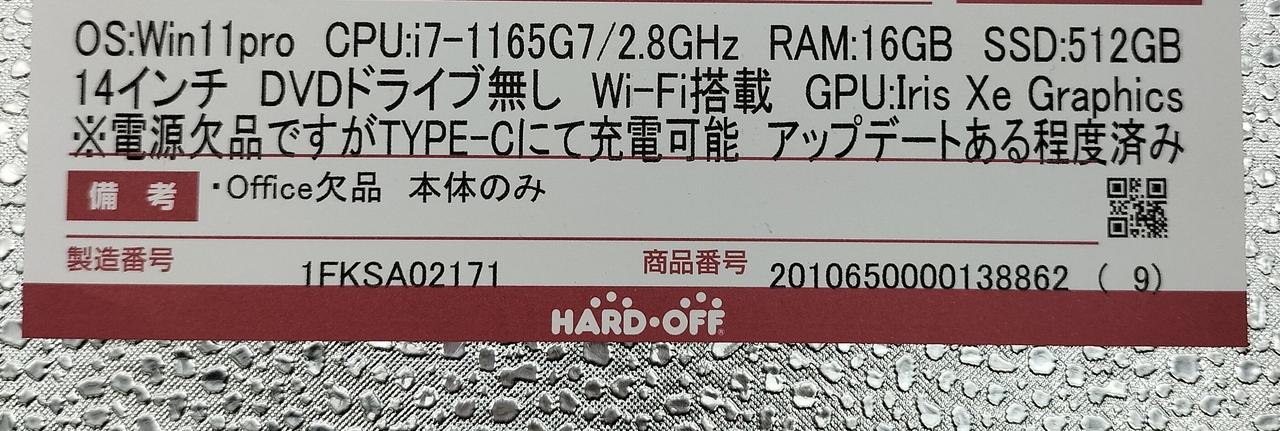 OS:Win11pro CPU:i7-1165G7/2.8GHz RAM:16GB SSD:512GB
14インチ DVDドライブ無し Wi-Fi搭載 GPU:Iris Xe Graphics
※電源欠品ですがTYPE-Cにて充電可能 アップデートある程度済み
備考 ・Office欠品 本体のみ
製造番号 1FKSA02171 商品番号 2010650000138862 ( 9)
HARD・OFF